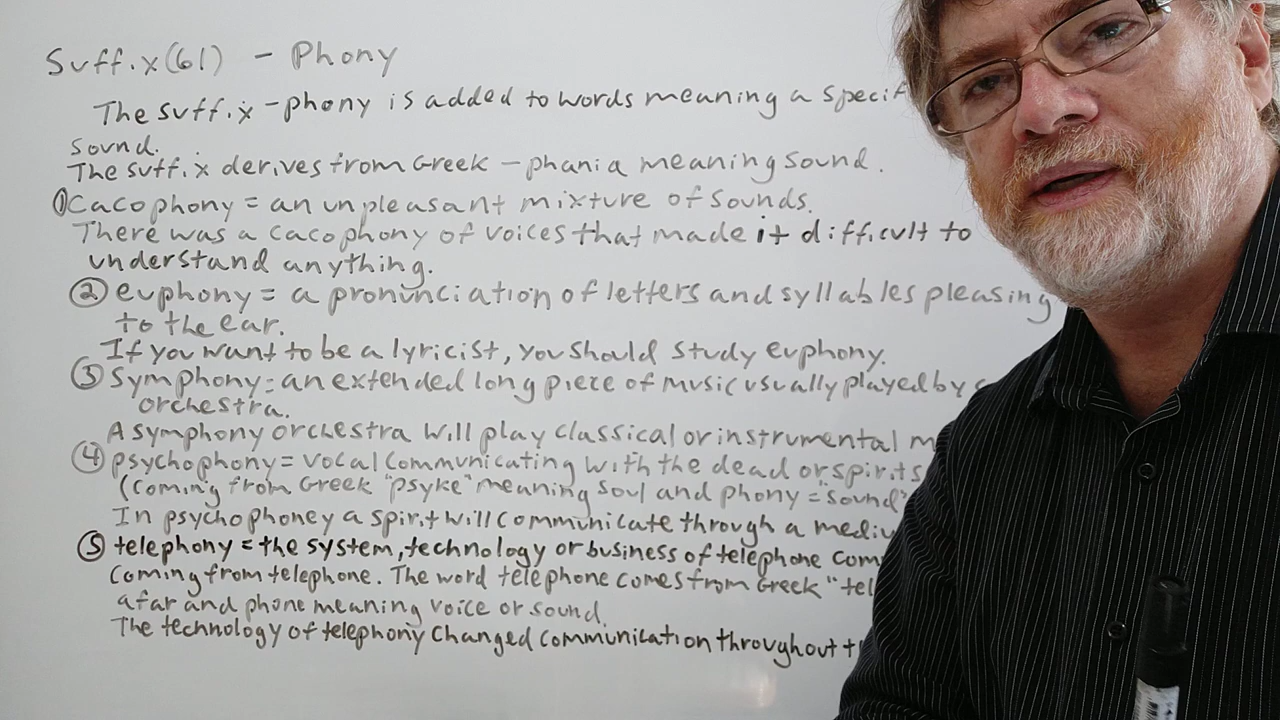 Suffix (61) - Phony
The suffix -phony is added to words meaning a specif
sound.
The suffix derives from Greek - phania meaning sound.
① Cacophony = an unpleasant mixture of sounds.
There was a cacophony of voices that made it difficult to
understand anything.
② euphony = a pronunciation of letters and syllables pleasing
to the ear.
If you want to be a lyricist, you should study euphony.
③ Symphony = an extended long piece of music usually played by
orchestra.
A symphony orchestra will play classical or instrumental m
④ psychophony = vocal communicating with the dead or spirits
(coming from Greek "psyke" meaning soul and phony = "sound"
In psychophoney a spirit will communicate through a mediu
⑤ telephony = the system, technology or business of telephone com
Coming from telephone. The word telephone comes from Greek "tel
afar and phone meaning voice or sound.
The technology of telephony changed communication throughout t